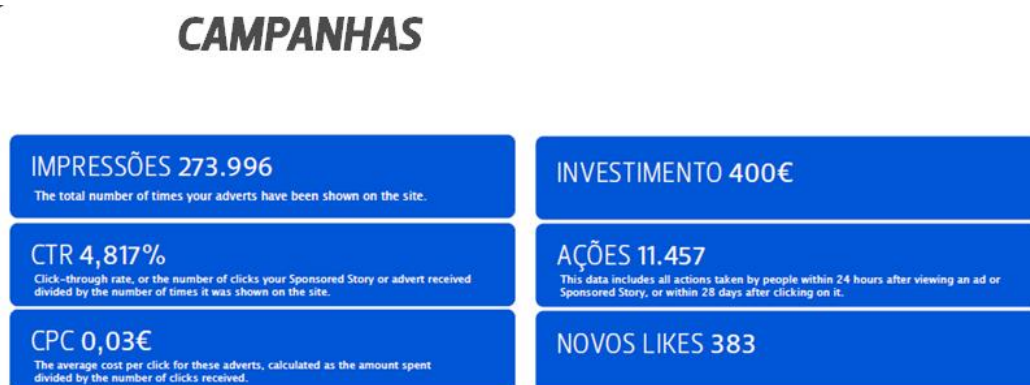 CAMPANHAS
IMPRESSÕES 273.996
The total number of times your adverts have been shown on the site.
INVESTIMENTO 400€
CTR 4,817%
Click-through rate, or the number of clicks your Sponsored Story or advert received
divided by the number of times it was shown on the site.
AÇÕES 11.457
This data includes all actions taken by people within 24 hours after viewing an ad or
Sponsored Story, or within 28 days after clicking on it.
CPC 0,03€
The average cost per click for these adverts, calculated as the amount spent
divided by the number of clicks received.
NOVOS LIKES 383